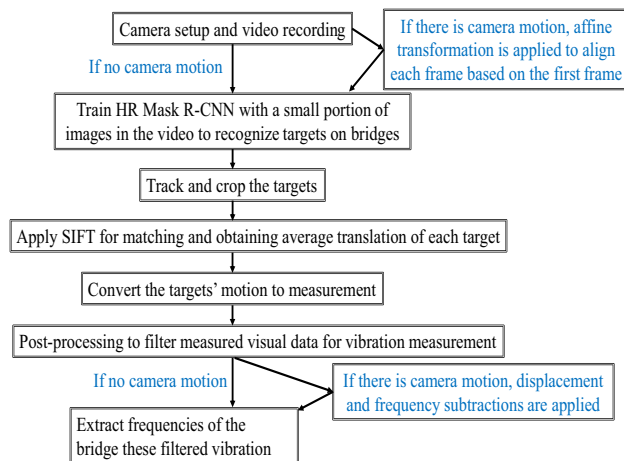 Camera setup and video recording
If there is camera motion, affine
transformation is applied to align
each frame based on the first frame
If no camera motion
Train HR Mask R-CNN with a small portion of
images in the video to recognize targets on bridges
Track and crop the targets
Apply SIFT for matching and obtaining average translation of each target
Convert the targets' motion to measurement
Post-processing to filter measured visual data for vibration measurement
If no camera motion
If there is camera motion, displacement
and frequency subtractions are applied
Extract frequencies of the
bridge these filtered vibration